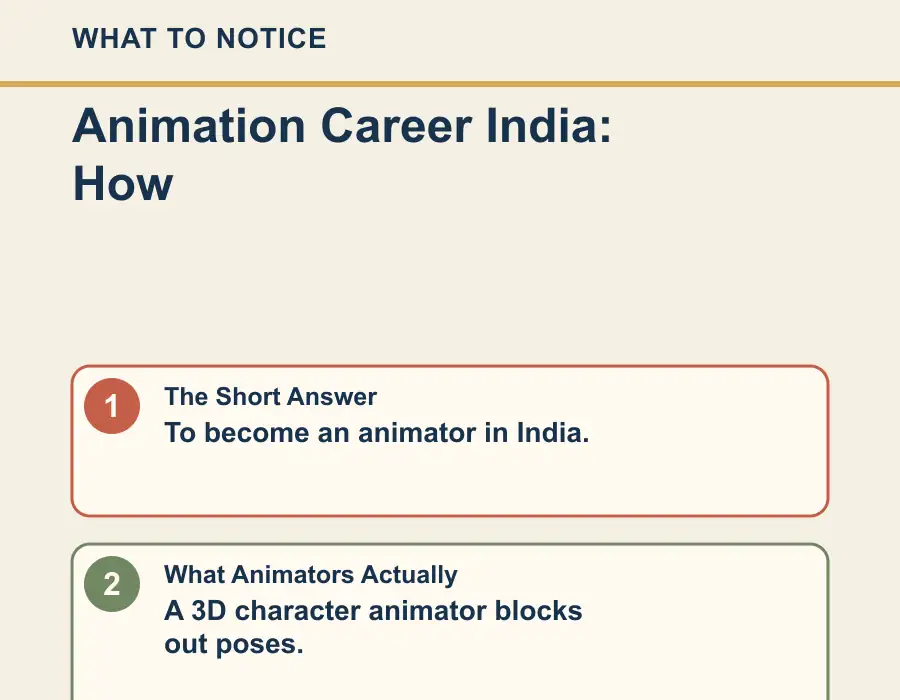 WHAT TO NOTICE
Animation Career India:
How
1
The Short Answer
To become an animator in India.
2
What Animators Actually
A 3D character animator blocks
out poses.